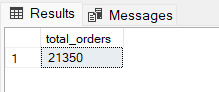 Results Messages
total_orders
1 21350